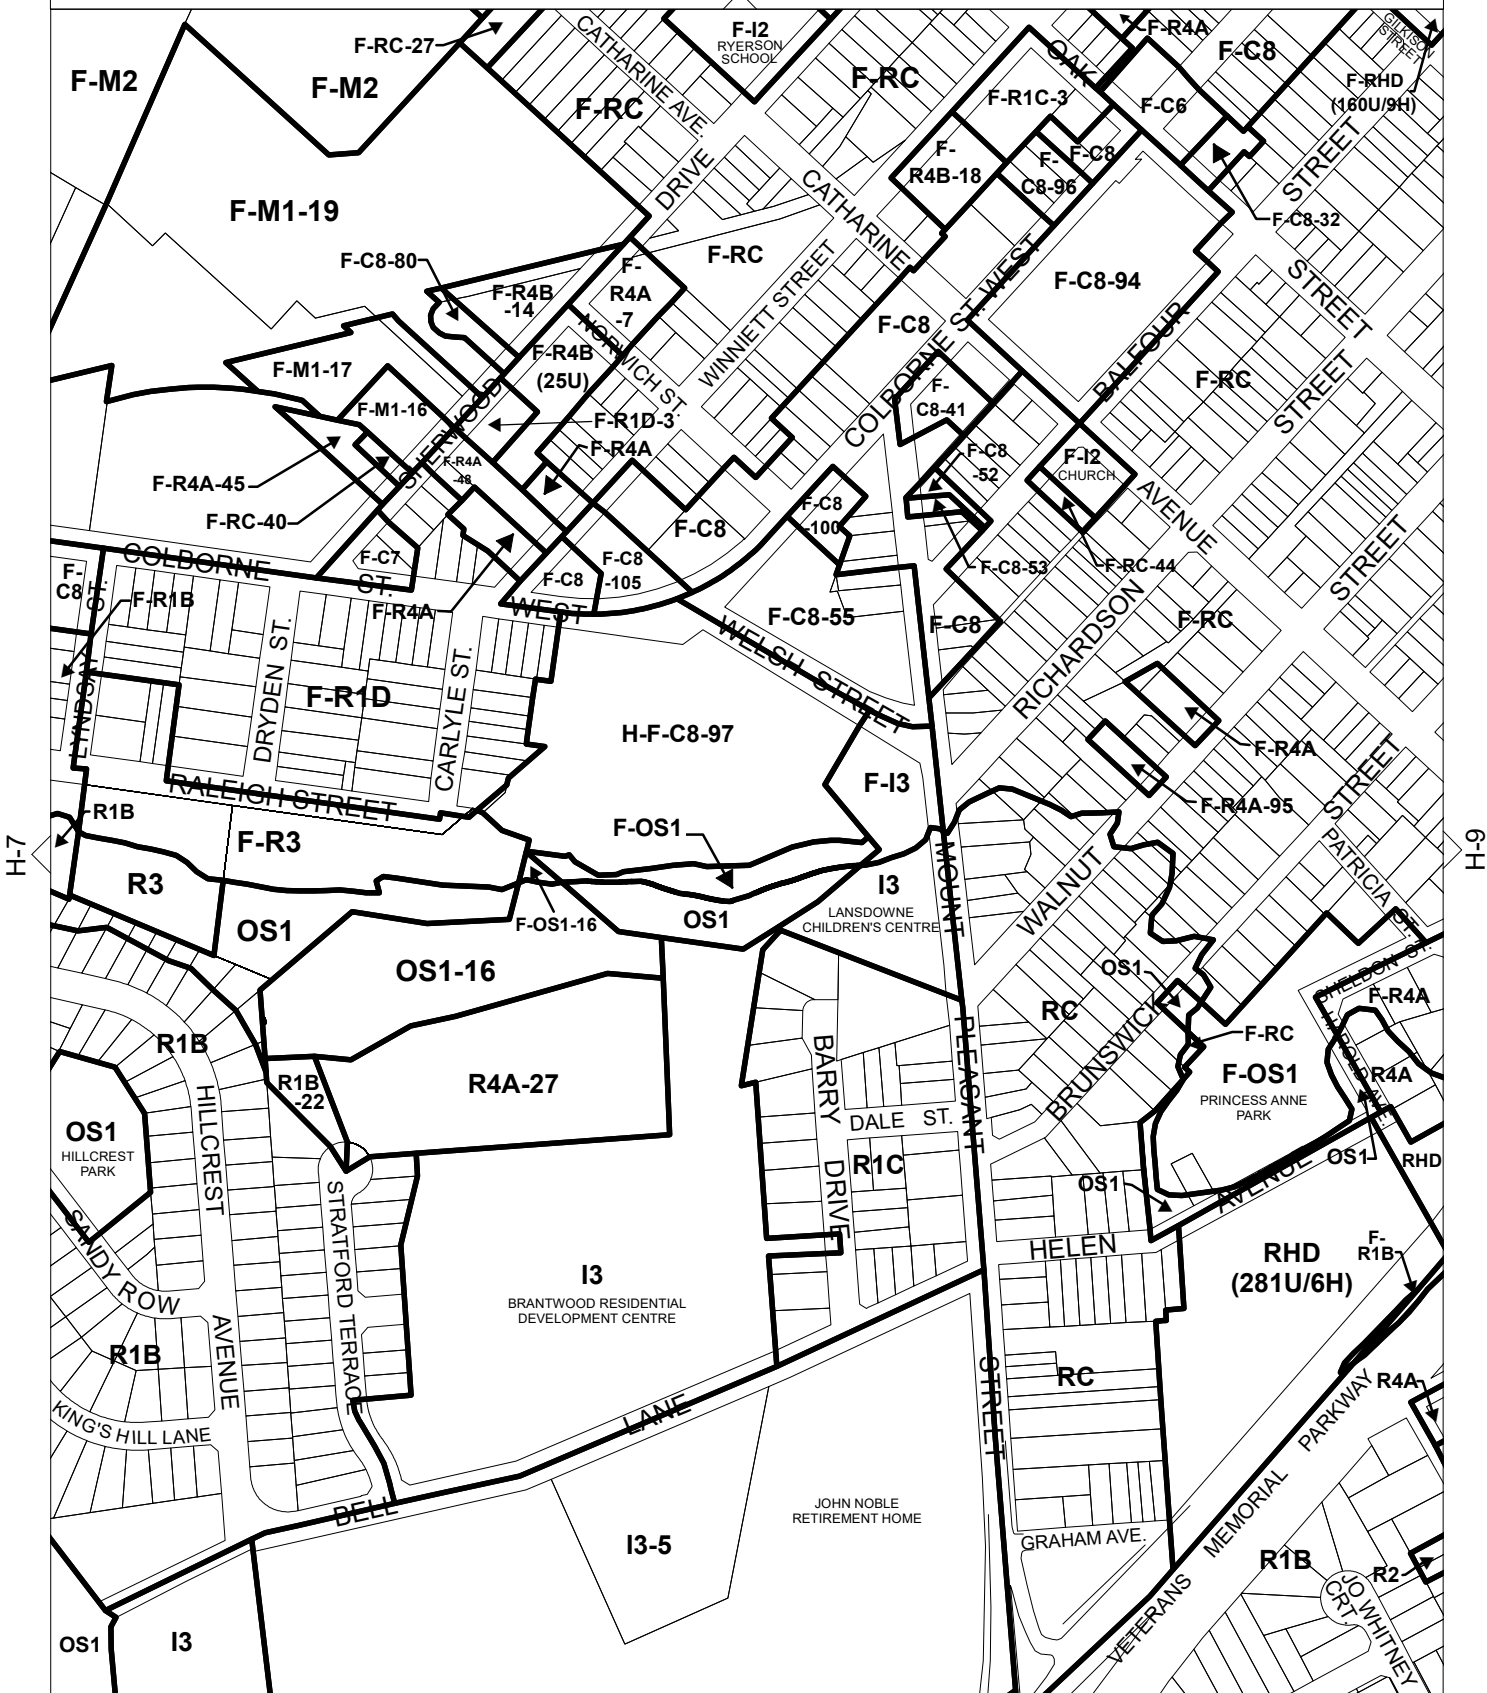 F-RC-27
F-M2
F-M2
F-RC
CATHARINE AVE.
F-I2
RYERSON
SCHOOL
F-RC
OAK
F-R4A
F-C8
GILKISON
STREET
F-RHD
(160U/9H)
F-R1C-3
F-C6
F-
R4B-18
F-
C8-96
F-C8
STREET
F-C8-32
F-M1-19
DRIVE
CATHARINE
F-C8-80
F-R4B
-14
F-
R4A
-7
F-RC
WINNIETT STREET
F-C8
COLBORNE ST. WEST
F-C8-94
BALFOUR
STREET
F-RC
STREET
F-M1-17
F-R4B
(25U)
NORWICH ST.
F-M1-16
SHERWOOD
F-R1D-3
F-R4A
F-
C8-41
F-C8
-52
F-I2
CHURCH
AVENUE
F-R4A-45
F-RC-40
F-R4A
-48
F-C8
F-C8
-100
F-C8-53
F-RC-44
STREET
F-C7
F-C8
F-C8
-105
COLBORNE
ST.
WEST
F-
C8
F-R1B
F-R4A
F-C8-55
F-C8
RICHARDSON
F-RC
LYNDSAY
ST.
DRYDEN ST.
F-R1D
CARLYLE ST.
WELSH STREET
H-F-C8-97
F-I3
F-R4A
F-R4A-95
STREET
RALEIGH STREET
R1B
F-R3
F-OS1
R3
H-7
H-9
OS1
F-OS1-16
OS1
I3
LANSDOWNE
CHILDREN'S CENTRE
MOUNT
WALNUT
PATRICIA ST.
SHELDON ST.
OS1-16
OS1
RC
BRUNSWICK
F-RC
F-OS1
PRINCESS ANNE
PARK
F-R4A
HAROLD AVE.
R4A
R1B
R1B
-22
R4A-27
BARRY
DRIVE
PLEASANT
DALE ST.
R1C
OS1
HILLCREST
PARK
HILLCREST
AVENUE
STRATFORD TERRACE
OS1
OS1
RHD
AVENUE
HELEN
RHD
(281U/6H)
F-
R1B
SANDY ROW
R1B
I3
BRANTWOOD RESIDENTIAL
DEVELOPMENT CENTRE
RC
R4A
KING'S HILL LANE
BELL
LANE
STREET
JOHN NOBLE
RETIREMENT HOME
I3-5
GRAHAM AVE.
VETERANS MEMORIAL PARKWAY
R1B
R2
JO WHITNEY
CRT.
OS1
I3